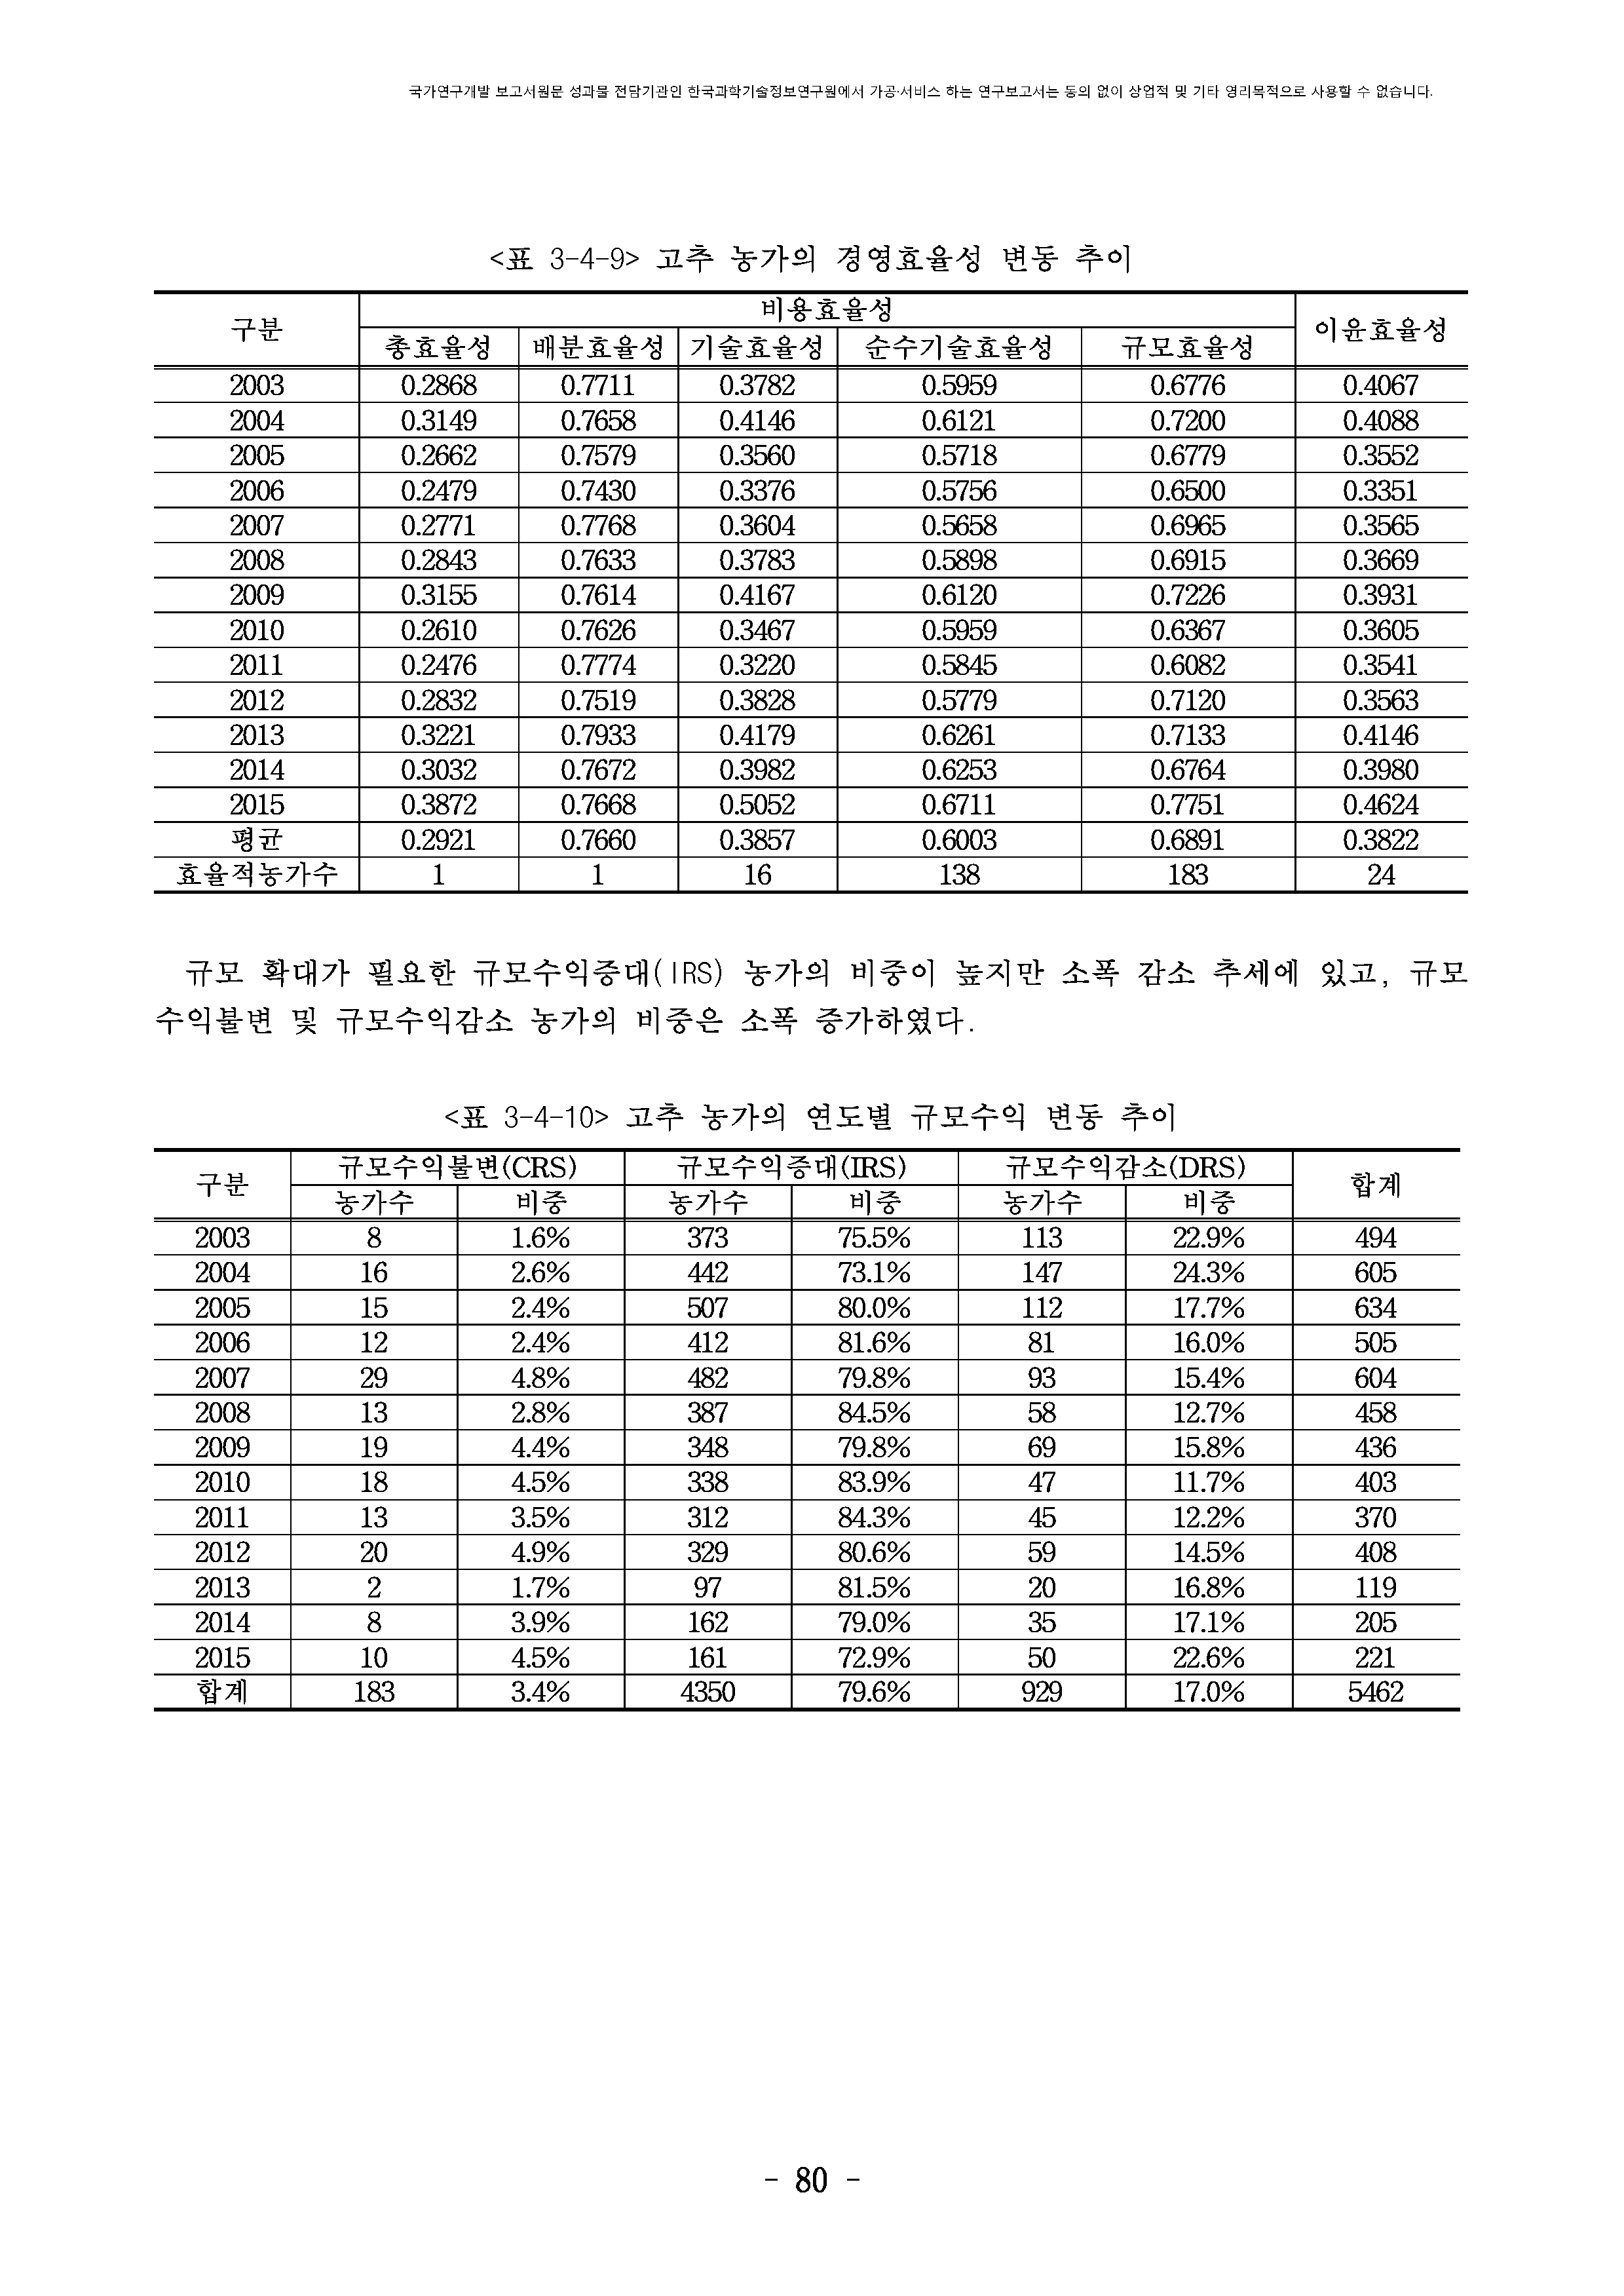 국가연구개발 보고서원문 성과물 전담기관인 한국과학기술정보연구원에서 가공·서비스 하는 연구보고서는 동의 없이 상업적 및 기타 영리목적으로 사용할 수 없습니다.
<표 3-4-9> 고추 농가의 경영효율성 변동 추이
구분 비용효율성 이윤효율성
총효율성 배분효율성 기술효율성 순수기술효율성 규모효율성
2003 0.2868 0.7711 0.3782 0.5959 0.6776 0.4067
2004 0.3149 0.7658 0.4146 0.6121 0.7200 0.4088
2005 0.2662 0.7579 0.3560 0.5718 0.6779 0.3552
2006 0.2479 0.7430 0.3376 0.5756 0.6500 0.3351
2007 0.2771 0.7768 0.3604 0.5658 0.6965 0.3565
2008 0.2843 0.7633 0.3783 0.5898 0.6915 0.3669
2009 0.3155 0.7614 0.4167 0.6120 0.7226 0.3931
2010 0.2610 0.7626 0.3467 0.5959 0.6367 0.3605
2011 0.2476 0.7774 0.3220 0.5845 0.6082 0.3541
2012 0.2832 0.7519 0.3828 0.5779 0.7120 0.3563
2013 0.3221 0.7933 0.4179 0.6261 0.7133 0.4146
2014 0.3032 0.7672 0.3982 0.6253 0.6764 0.3980
2015 0.3872 0.7668 0.5052 0.6711 0.7751 0.4624
평균 0.2921 0.7660 0.3857 0.6003 0.6891 0.3822
효율적농가수 1 1 16 138 183 24
규모 확대가 필요한 규모수익증대(IRS) 농가의 비중이 높지만 소폭 감소 추세에 있고, 규모
수익불변 및 규모수익감소 농가의 비중은 소폭 증가하였다.
<표 3-4-10> 고추 농가의 연도별 규모수익 변동 추이
구분 규모수익불변(CRS) 규모수익증대(IRS) 규모수익감소(DRS) 합계
농가수 비중 농가수 비중 농가수 비중
2003 8 1.6% 373 75.5% 113 22.9% 494
2004 16 2.6% 442 73.1% 147 24.3% 605
2005 15 2.4% 507 80.0% 112 17.7% 634
2006 12 2.4% 412 81.6% 81 16.0% 505
2007 29 4.8% 482 79.8% 93 15.4% 604
2008 13 2.8% 387 84.5% 58 12.7% 458
2009 19 4.4% 348 79.8% 69 15.8% 436
2010 18 4.5% 338 83.9% 47 11.7% 403
2011 13 3.5% 312 84.3% 45 12.2% 370
2012 20 4.9% 329 80.6% 59 14.5% 408
2013 2 1.7% 97 81.5% 20 16.8% 119
2014 8 3.9% 162 79.0% 35 17.1% 205
2015 10 4.5% 161 72.9% 50 22.6% 221
합계 183 3.4% 4350 79.6% 929 17.0% 5462
- 80 -